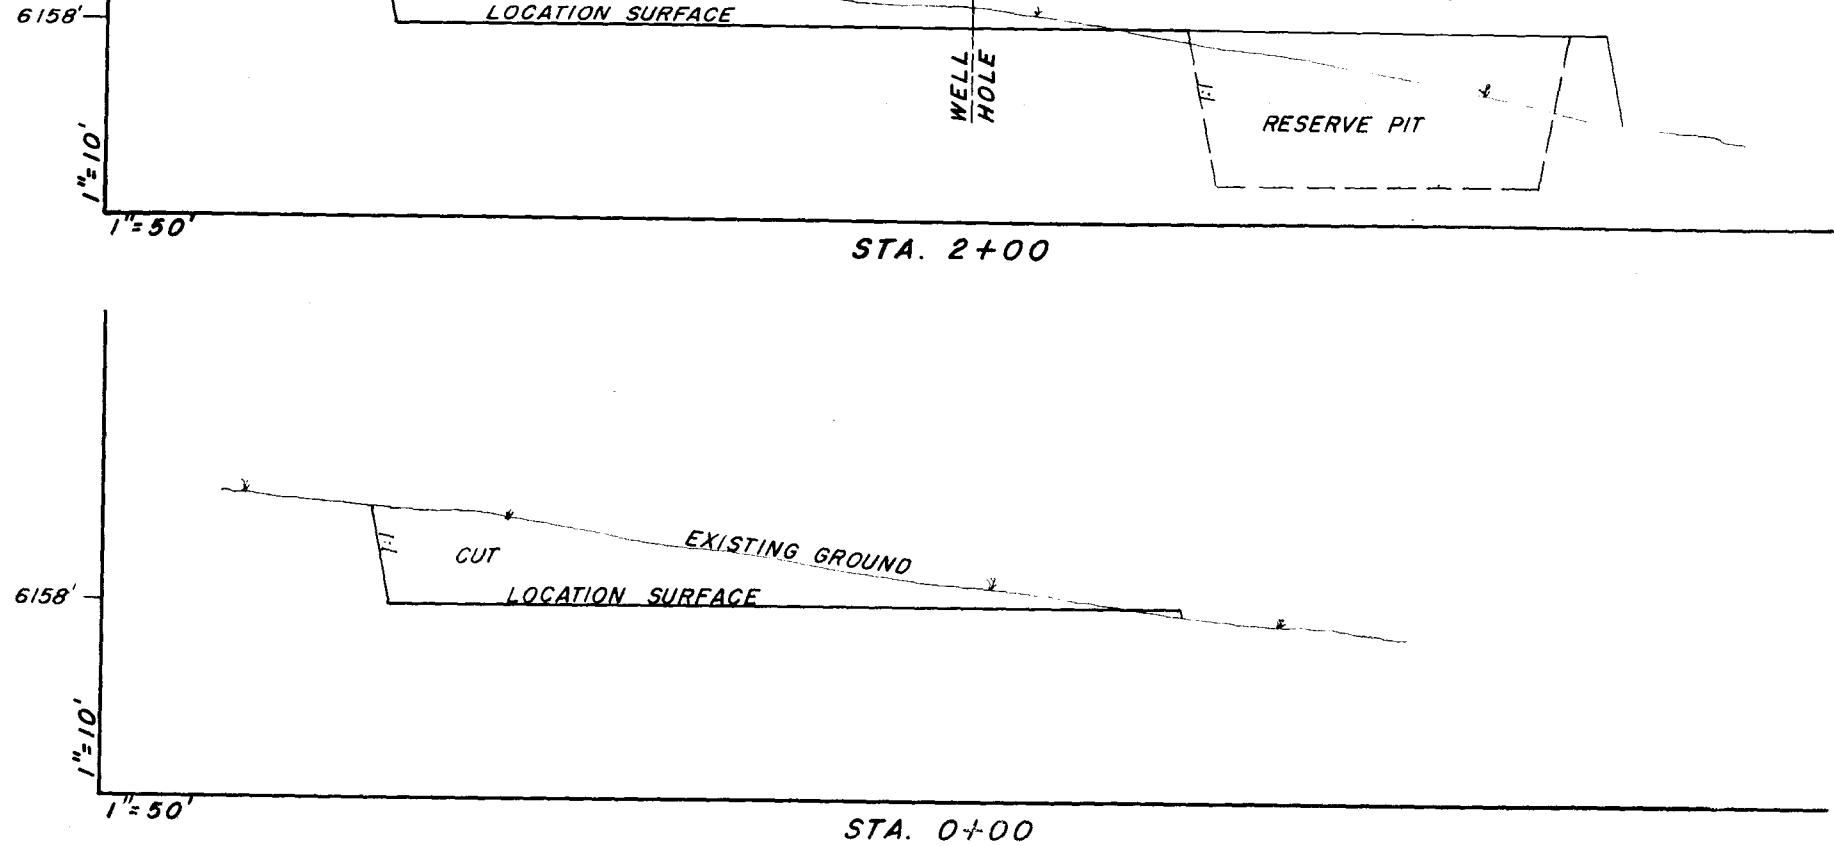 6158' LOCATION SURFACE
WELL
HOLE
1:1
RESERVE PIT
1"=10'
1"=50'
STA. 2+00
1:1
CUT
EXISTING GROUND
6158' LOCATION SURFACE
1"=10'
1"=50'
STA. 0+00